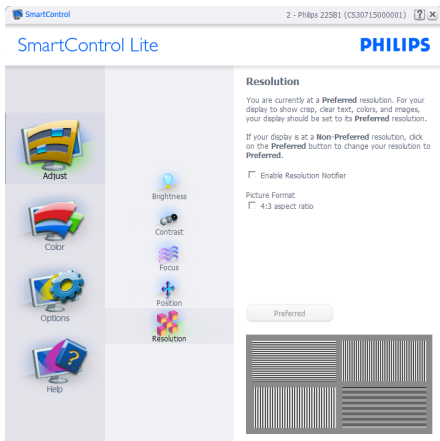 SmartControl
2 - Philips 225B1 (CS30715000001)
?
SmartControl Lite
PHILIPS
Adjust
Color
Options
?
Help
Brightness
Contrast
Focus
Position
Resolution
Resolution
You are currently at a Preferred resolution. For your
display to show crisp, clear text, colors, and images,
your display should be set to its Preferred resolution.
If your display is at a Non-Preferred resolution, click
on the Preferred button to change your resolution to
Preferred.
Enable Resolution Notifier
Picture Format
4:3 aspect ratio
Preferred